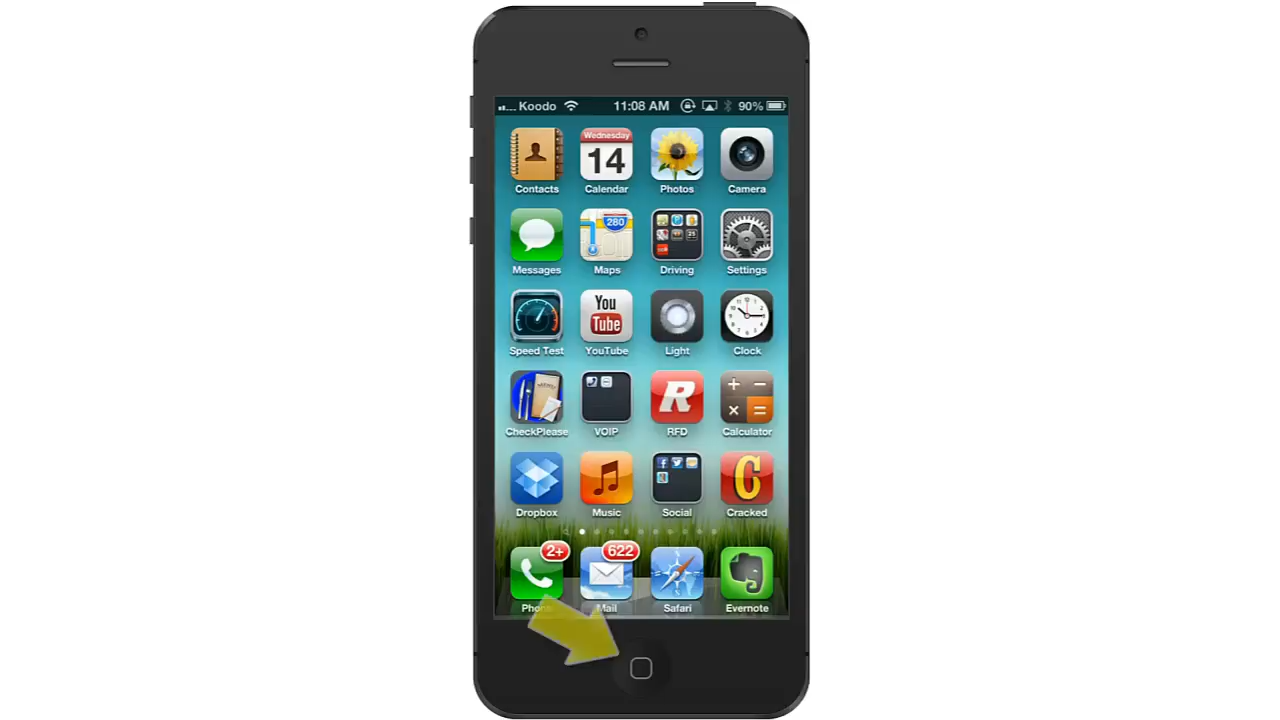 Koodo 11:08 AM 90%
Wednesday
14
Contacts Calendar Photos Camera
280
Messages Maps Driving Settings
You
Tube
Speed Test YouTube Light Clock
R
CheckPlease VOIP RFD Calculator
C
Dropbox Music Social Cracked
2+ 622
Phone Mail Safari Evernote